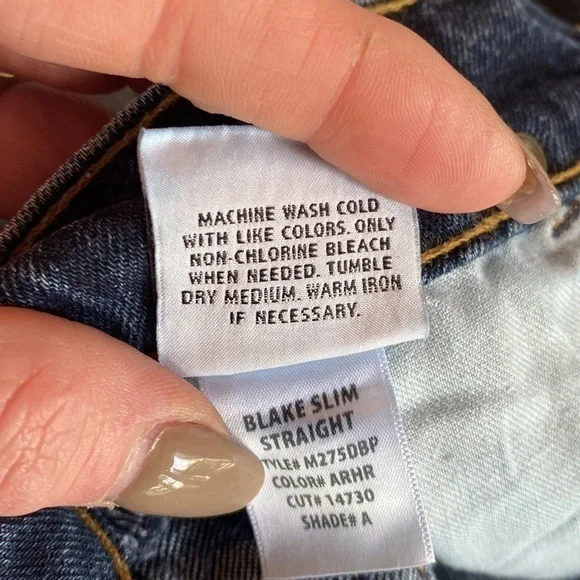 MACHINE WASH COLD
WITH LIKE COLORS. ONLY
NON-CHLORINE BLEACH
WHEN NEEDED. TUMBLE
DRY MEDIUM. WARM IRON
IF NECESSARY.
BLAKE SLIM
STRAIGHT
TYLE# M275DBP
COLOR# ARHR
CUT# 14730
SHADE# A